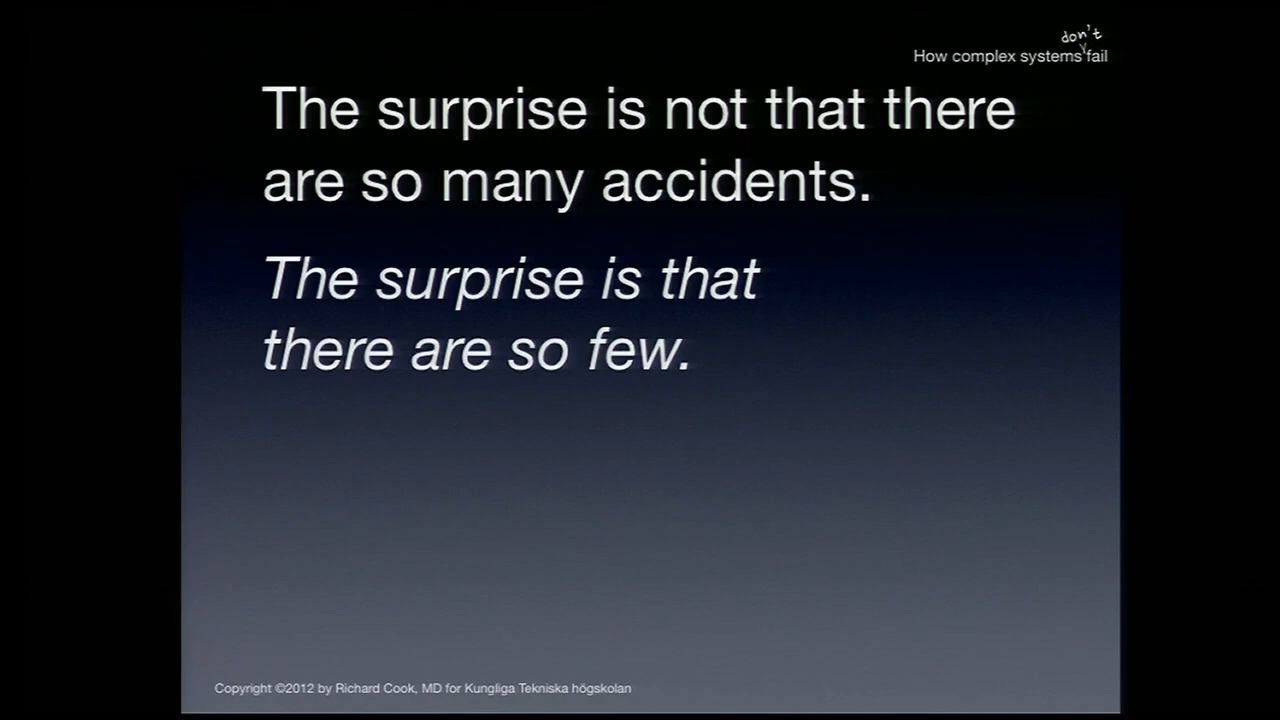 don't
How complex systems fail
The surprise is not that there
are so many accidents.
The surprise is that
there are so few.
Copyright ©2012 by Richard Cook, MD for Kungliga Tekniska högskolan